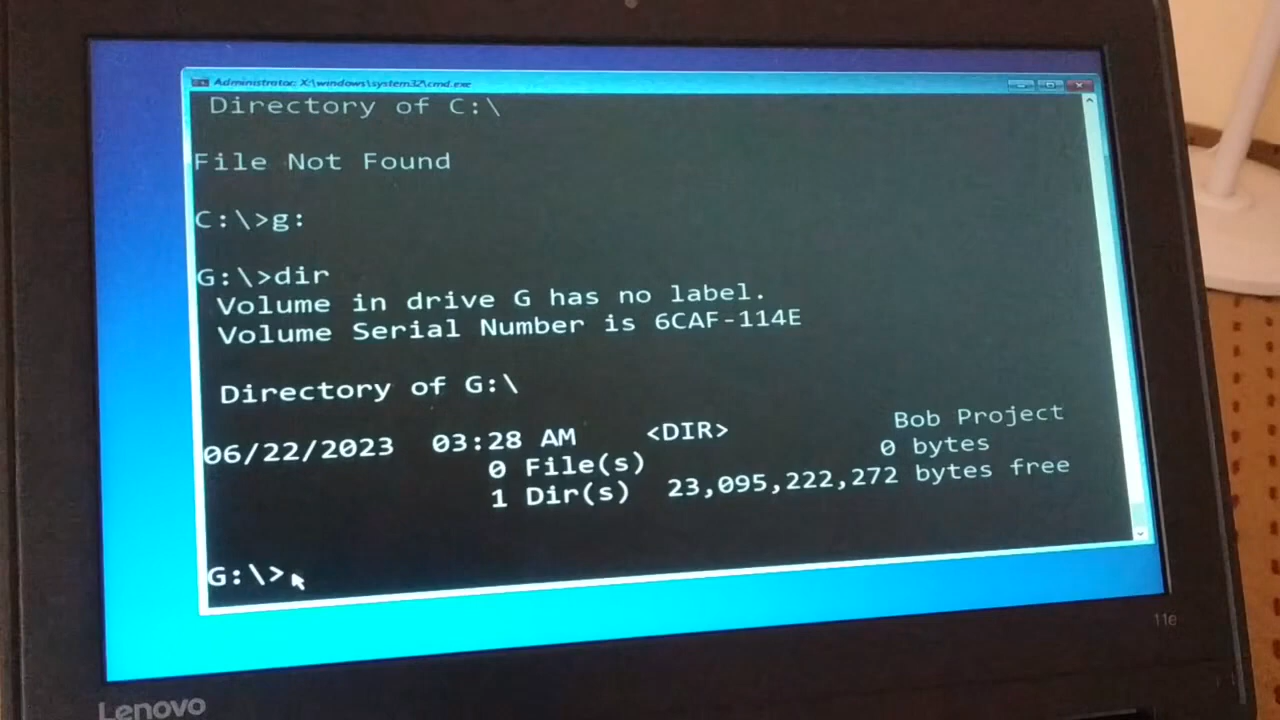 Administrator: X:\windows\system32\cmd.exe
Directory of C:\
File Not Found
C:\>g:
G:\>dir
Volume in drive G has no label.
Volume Serial Number is 6CAF-114E
Directory of G:\
06/22/2023 03:28 AM <DIR> Bob Project
0 File(s) 0 bytes
1 Dir(s) 23,095,222,272 bytes free
G:\>
11e
Lenovo